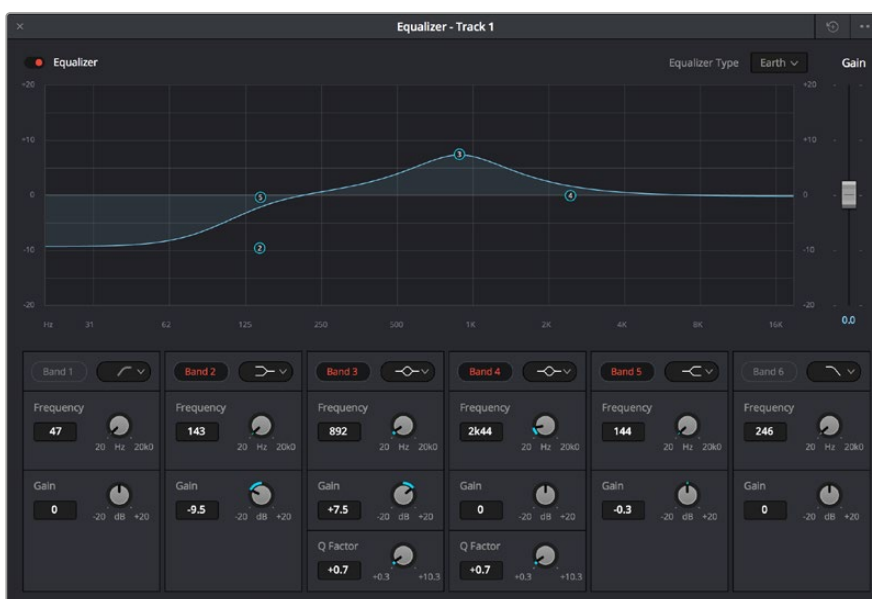 Equalizer - Track 1
Equalizer
Equalizer Type Earth Gain
+20 +20
+10 +10
0 0
-10 -10
-20 -20
Hz 31 62 125 250 500 1K 2K 4K 8K 16K
0.0
5 3 4 2
Band 1 Band 2 Band 3 Band 4 Band 5 Band 6
Frequency Frequency Frequency Frequency Frequency Frequency
47 143 892 2k44 144 246
20 Hz 20k0 20 Hz 20k0 20 Hz 20k0 20 Hz 20k0 20 Hz 20k0 20 Hz 20k0
Gain Gain Gain Gain Gain Gain
0 -9.5 +7.5 0 -0.3 0
-20 dB +20 -20 dB +20 -20 dB +20 -20 dB +20 -20 dB +20 -20 dB +20
Q Factor Q Factor
+0.7 +0.7
+0.3 +10.3 +0.3 +10.3